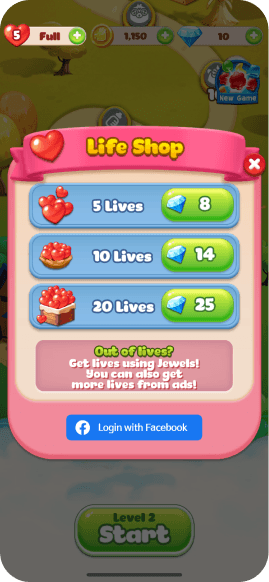 5 Full 1,150 10
New Game
Life Shop
5 Lives 8
10 Lives 14
20 Lives 25
Out of lives?
Get lives using Jewels!
You can also get
more lives from ads!
Login with Facebook
Level 2
Start